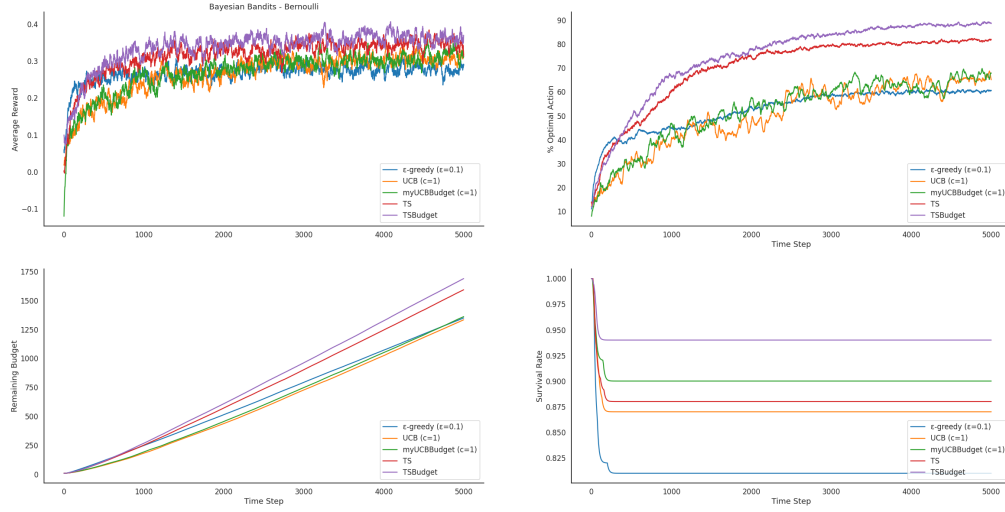 Bayesian Bandits - Bernoulli
Average Reward
0.4
0.3
0.2
0.1
0.0
−0.1
0
1000
2000
3000
4000
5000
Time Step
ε-greedy (ε=0.1)
UCB (c=1)
myUCBBudget (c=1)
TS
TSBudget
% Optimal Action
90
80
70
60
50
40
30
20
10
0
1000
2000
3000
4000
5000
Time Step
ε-greedy (ε=0.1)
UCB (c=1)
myUCBBudget (c=1)
TS
TSBudget
Remaining Budget
1750
1500
1250
1000
750
500
250
0
0
1000
2000
3000
4000
5000
Time Step
ε-greedy (ε=0.1)
UCB (c=1)
myUCBBudget (c=1)
TS
TSBudget
Survival Rate
1.000
0.975
0.950
0.925
0.900
0.875
0.850
0.825
0
1000
2000
3000
4000
5000
Time Step
ε-greedy (ε=0.1)
UCB (c=1)
myUCBBudget (c=1)
TS
TSBudget